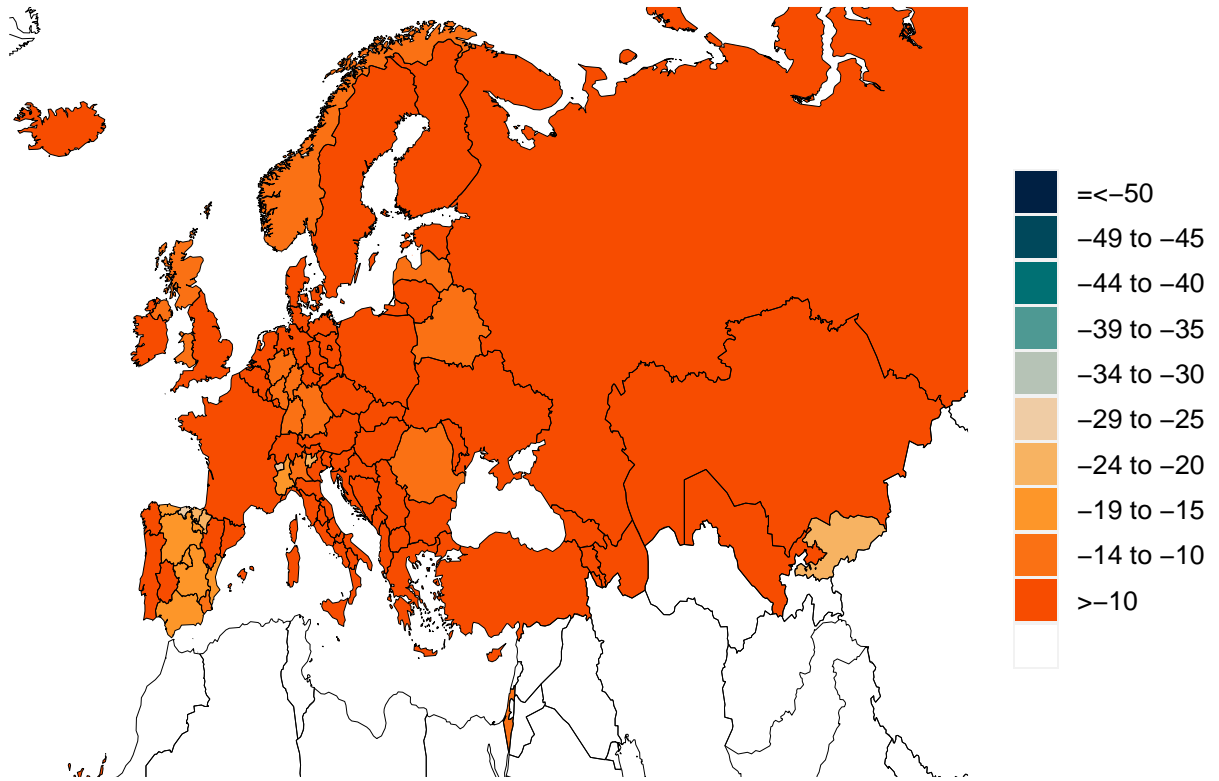 =<−50
−49 to −45
−44 to −40
−39 to −35
−34 to −30
−29 to −25
−24 to −20
−19 to −15
−14 to −10
>−10